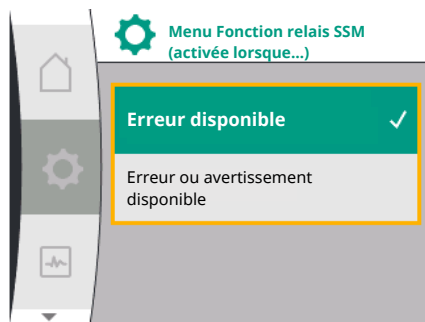 Menu Fonction relais SSM
(activée lorsque...)
Erreur disponible
Erreur ou avertissement
disponible